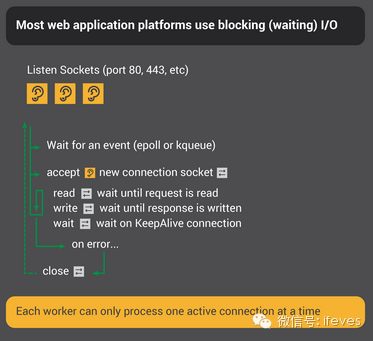 Most web application platforms use blocking (waiting) I/O
Listen Sockets (port 80, 443, etc)
Wait for an event (epoll or kqueue)
accept new connection socket
read wait until request is read
write wait until response is written
wait wait on KeepAlive connection
on error...
close
Each worker can only process one active connection at a time
微信号: ifeves